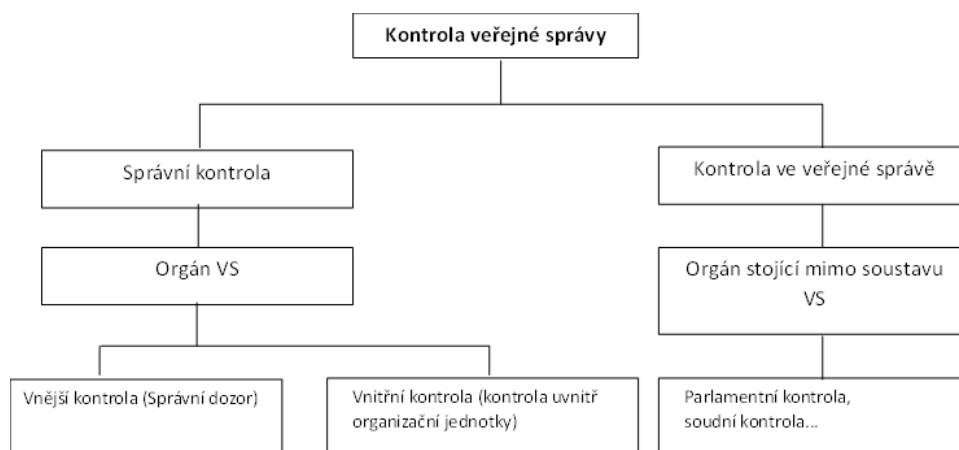 Kontrola veřejné správy
Správní kontrola
Kontrola ve veřejné správě
Orgán VS
Orgán stojící mimo soustavu
VS
Vnější kontrola (Správní dozor)
Vnitřní kontrola (kontrola uvnitř
organizační jednotky)
Parlamentní kontrola,
soudní kontrola...